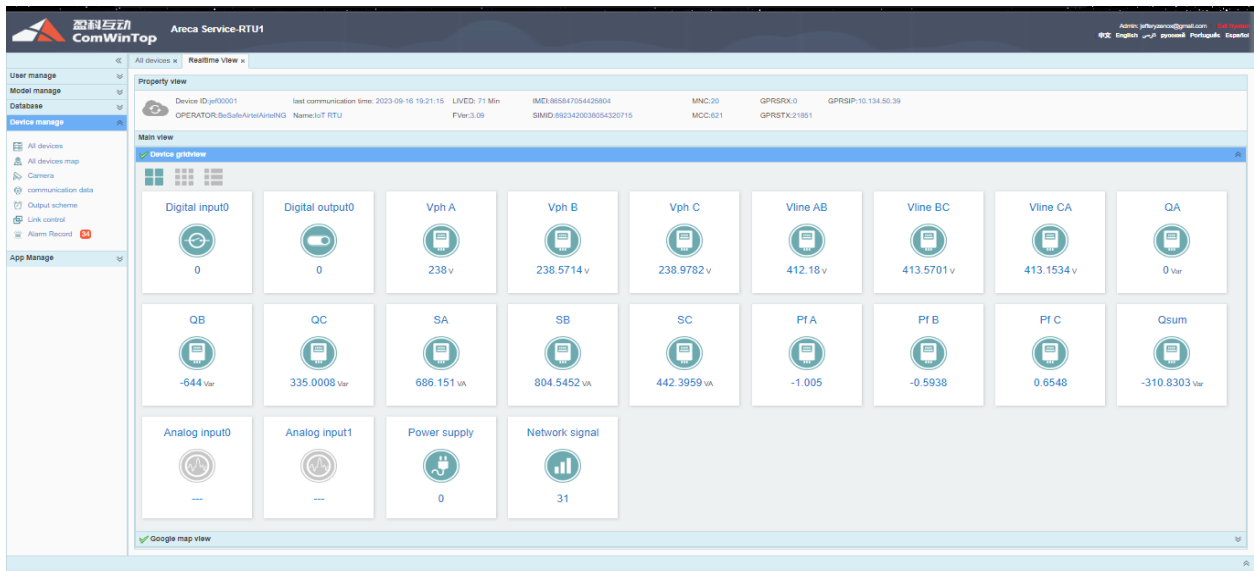 盈科互动
ComWinTop
Areca Service-RTU1
Admin: jefferyzenox@gmail.com
中文 English پارسی русский Português Español
All devices × Realtime View ×
User manage
Model manage
Database
Device manage
All devices
All devices map
Camera
communication data
Output scheme
Link control
Alarm Record 34
App Manage
Property view
Device ID:jef00001 last communication time: 2023-09-16 19:21:15 LIVED: 71 Min IMEI:865847054425804 MNC:20 GPRSRX:0 GPRSIP:10.134.50.39
OPERATOR:BeSafeAirtelAirtelNG Name:IoT RTU FVer:3.09 SIMID:8923420038054320715 MCC:621 GPRSTX:21851
Main view
Device gridview
Digital input0 Digital output0 Vph A Vph B Vph C Vline AB Vline BC Vline CA QA
0 0 238 V 238.5714 V 238.9782 V 412.18 V 413.5701 V 413.1534 V 0 Var
QB QC SA SB SC Pf A Pf B Pf C Qsum
-644 Var 335.0008 Var 686.151 VA 804.5452 VA 442.3959 VA -1.005 -0.5938 0.6548 -310.8303 Var
Analog input0 Analog input1 Power supply Network signal
--- --- 0 31
Google map view